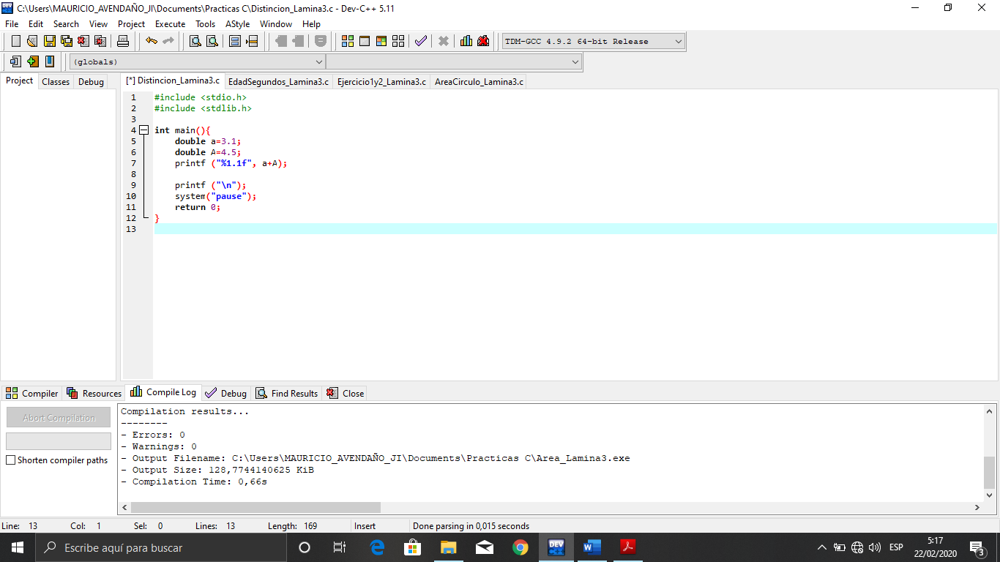 C:\Users\MAURICIO_AVENDAÑO_JI\Documents\Practicas C\Distincion_Lamina3.c - Dev-C++ 5.11
File Edit Search View Project Execute Tools AStyle Window Help
TDM-GCC 4.9.2 64-bit Release
(globals)
Project Classes Debug [*] Distincion_Lamina3.c EdadSegundos_Lamina3.c Ejercicio1y2_Lamina3.c AreaCirculo_Lamina3.c
1 #include <stdio.h>
2 #include <stdlib.h>
3
4 int main(){
5 double a=3.1;
6 double A=4.5;
7 printf ("%1.1f", a+A);
8
9 printf ("\n");
10 system("pause");
11 return 0;
12 }
13
Compiler Resources Compile Log Debug Find Results Close
Abort Compilation
Shorten compiler paths
Compilation results...
--------
- Errors: 0
- Warnings: 0
- Output Filename: C:\Users\MAURICIO_AVENDAÑO_JI\Documents\Practicas C\Area_Lamina3.exe
- Output Size: 128,7744140625 KiB
- Compilation Time: 0,66s
Line: 13 Col: 1 Sel: 0 Lines: 13 Length: 169 Insert Done parsing in 0,015 seconds
Escribe aquí para buscar
DEV
ESP
5:17
22/02/2020
3